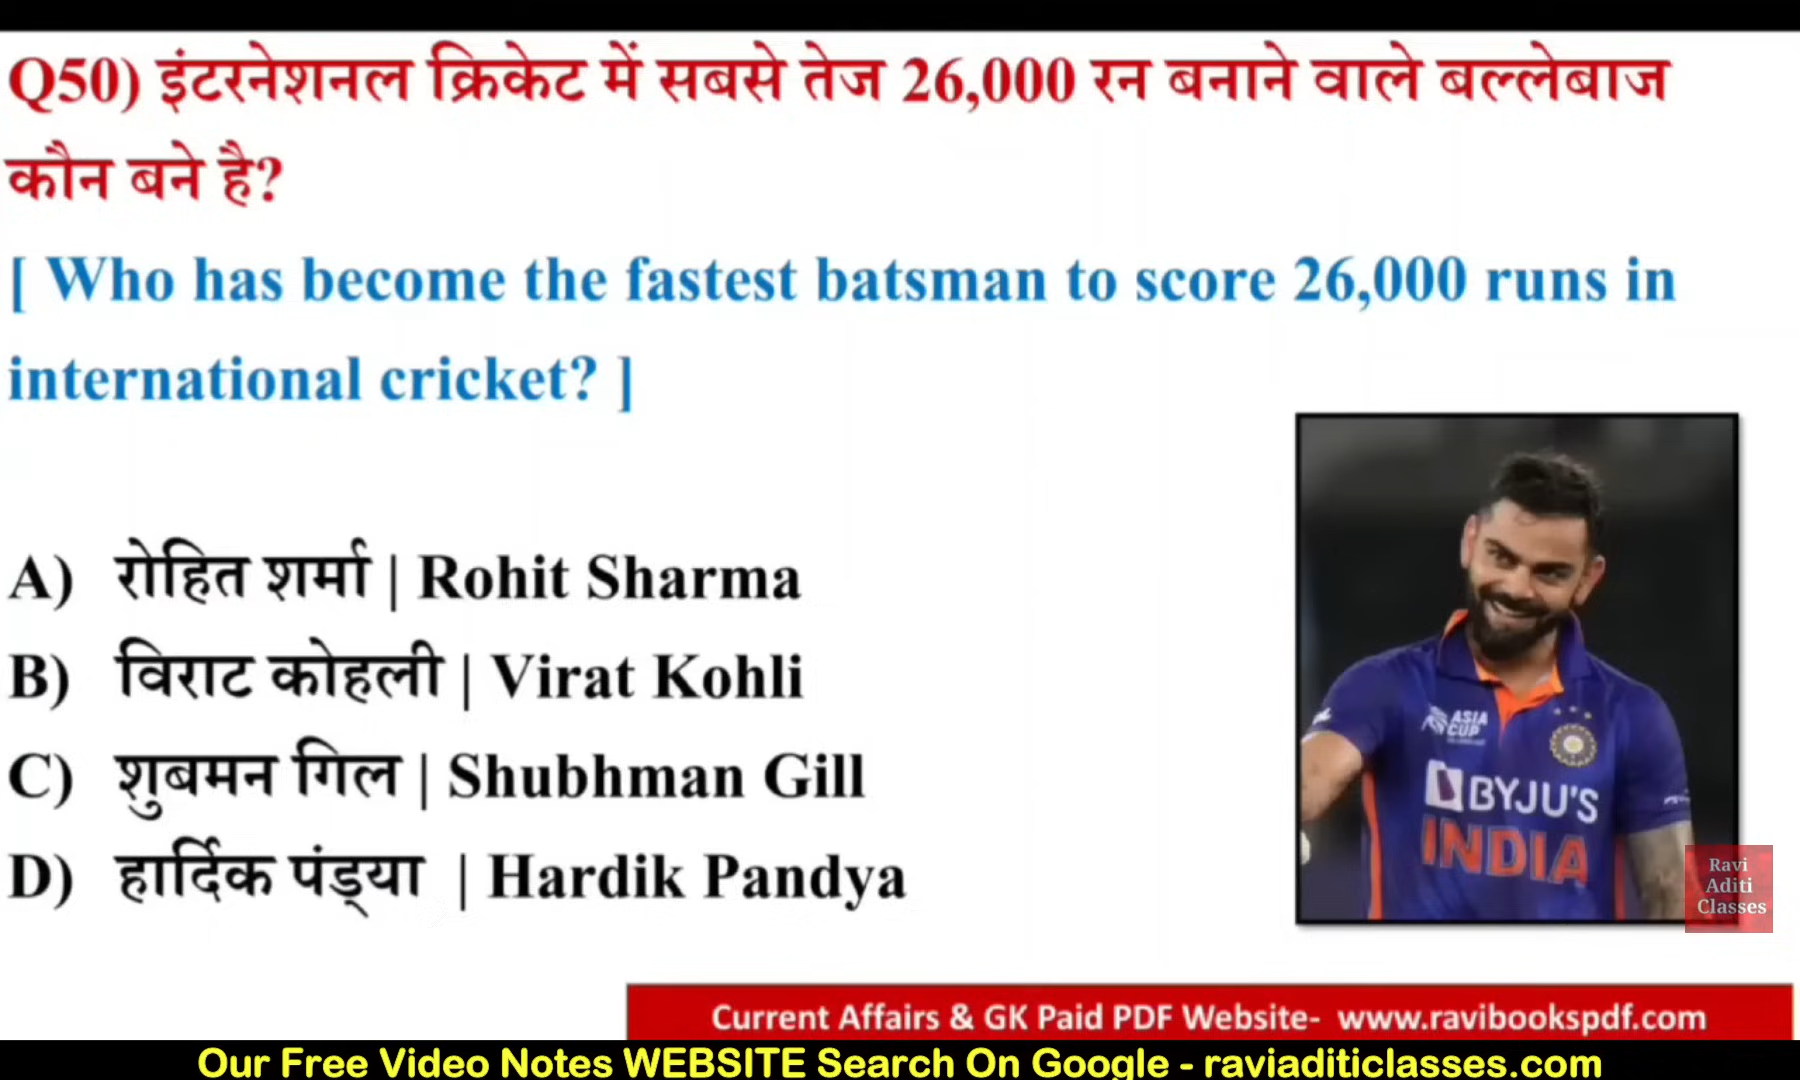 Q50) इंटरनेशनल क्रिकेट में सबसे तेज 26,000 रन बनाने वाले बल्लेबाज
कौन बने है?
[ Who has become the fastest batsman to score 26,000 runs in
international cricket? ]
A) रोहित शर्मा | Rohit Sharma
B) विराट कोहली | Virat Kohli
C) शुबमन गिल | Shubhman Gill
D) हार्दिक पंड्या | Hardik Pandya
ASIA
CUP
BYJU'S
INDIA
Ravi
Aditi
Classes
Current Affairs & GK Paid PDF Website- www.ravibookspdf.com
Our Free Video Notes WEBSITE Search On Google - raviaditiclasses.com